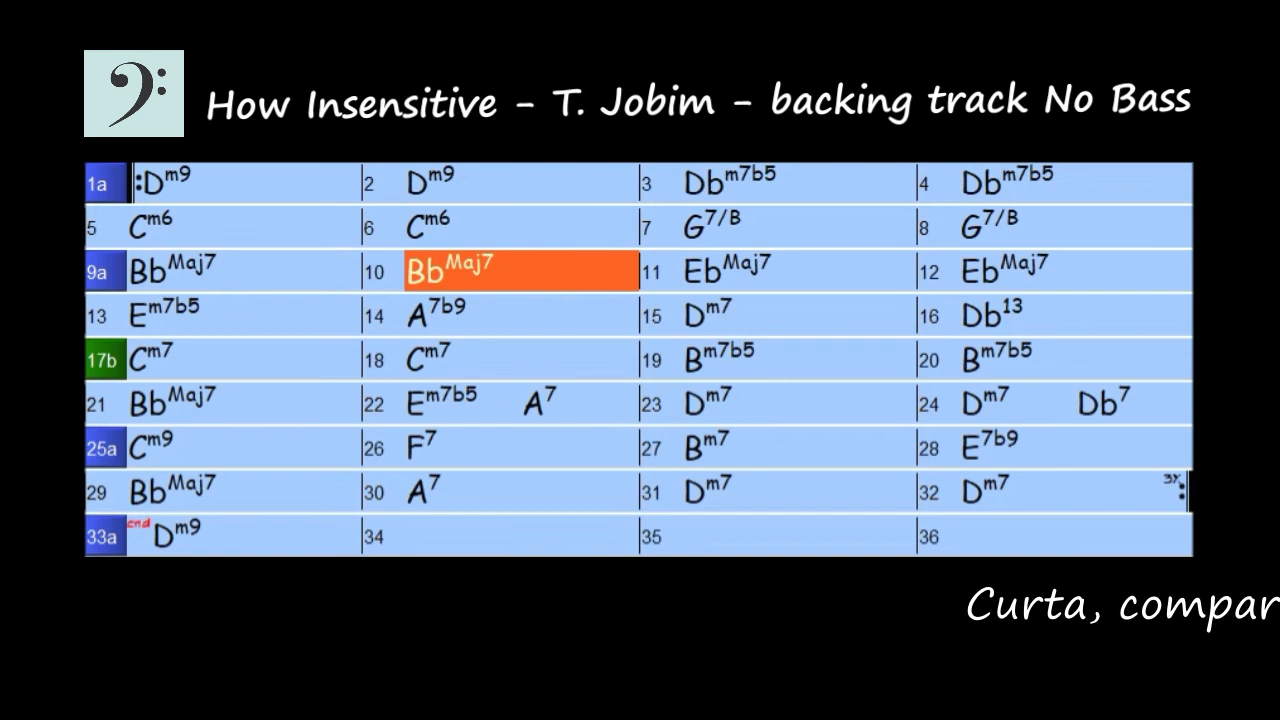 How Insensitive - T. Jobim - backing track No Bass
1a Dm9 2 Dm9 3 Dbm7b5 4 Dbm7b5
5 Cm6 6 Cm6 7 G7/B 8 G7/B
9a BbMaj7 10 BbMaj7 11 EbMaj7 12 EbMaj7
13 Em7b5 14 A7b9 15 Dm7 16 Db13
17b Cm7 18 Cm7 19 Bm7b5 20 Bm7b5
21 BbMaj7 22 Em7b5 A7 23 Dm7 24 Dm7 Db7
25a Cm9 26 F7 27 Bm7 28 E7b9
29 BbMaj7 30 A7 31 Dm7 32 Dm7 3x
33a end Dm9 34 35 36
Curta, compar